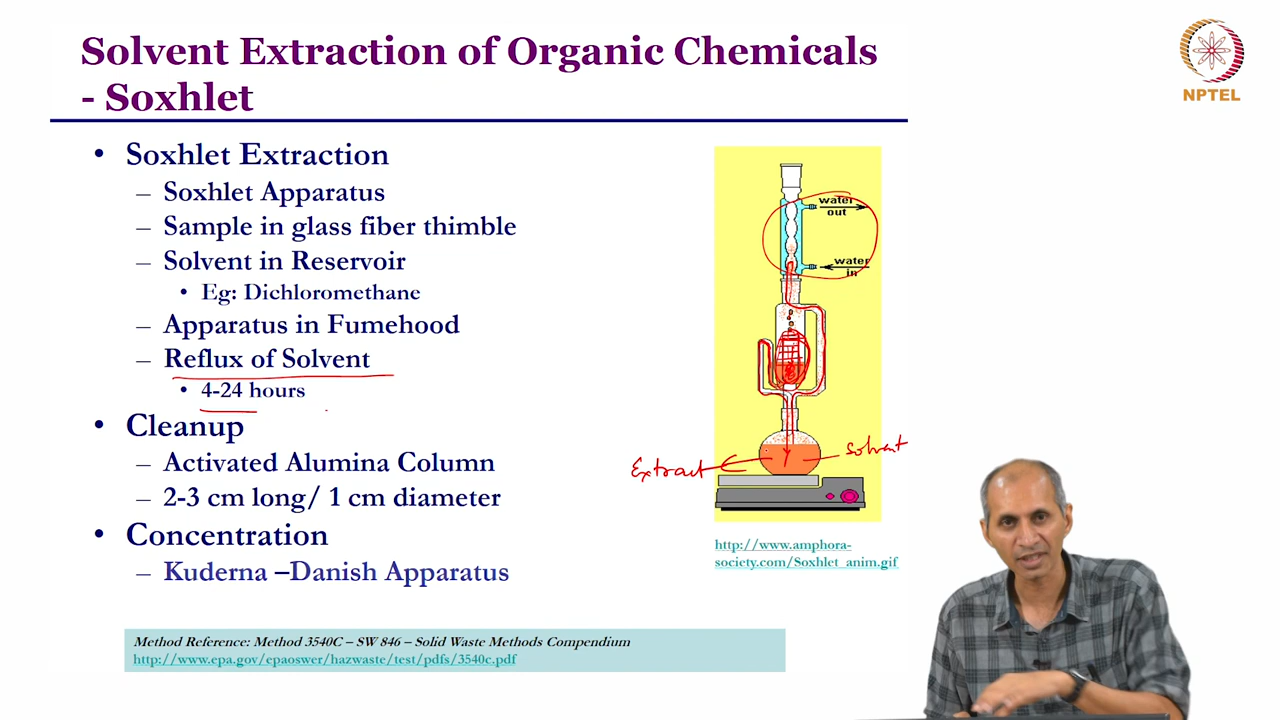 Solvent Extraction of Organic Chemicals
- Soxhlet
NPTEL
• Soxhlet Extraction
– Soxhlet Apparatus
– Sample in glass fiber thimble
– Solvent in Reservoir
• Eg: Dichloromethane
– Apparatus in Fumehood
– Reflux of Solvent
• 4-24 hours
• Cleanup
– Activated Alumina Column
– 2-3 cm long/ 1 cm diameter
• Concentration
– Kuderna –Danish Apparatus
water
out
water
in
Solvent
Extract
http://www.amphora-
society.com/Soxhlet_anim.gif
Method Reference: Method 3540C – SW 846 – Solid Waste Methods Compendium
http://www.epa.gov/epaoswer/hazwaste/test/pdfs/3540c.pdf